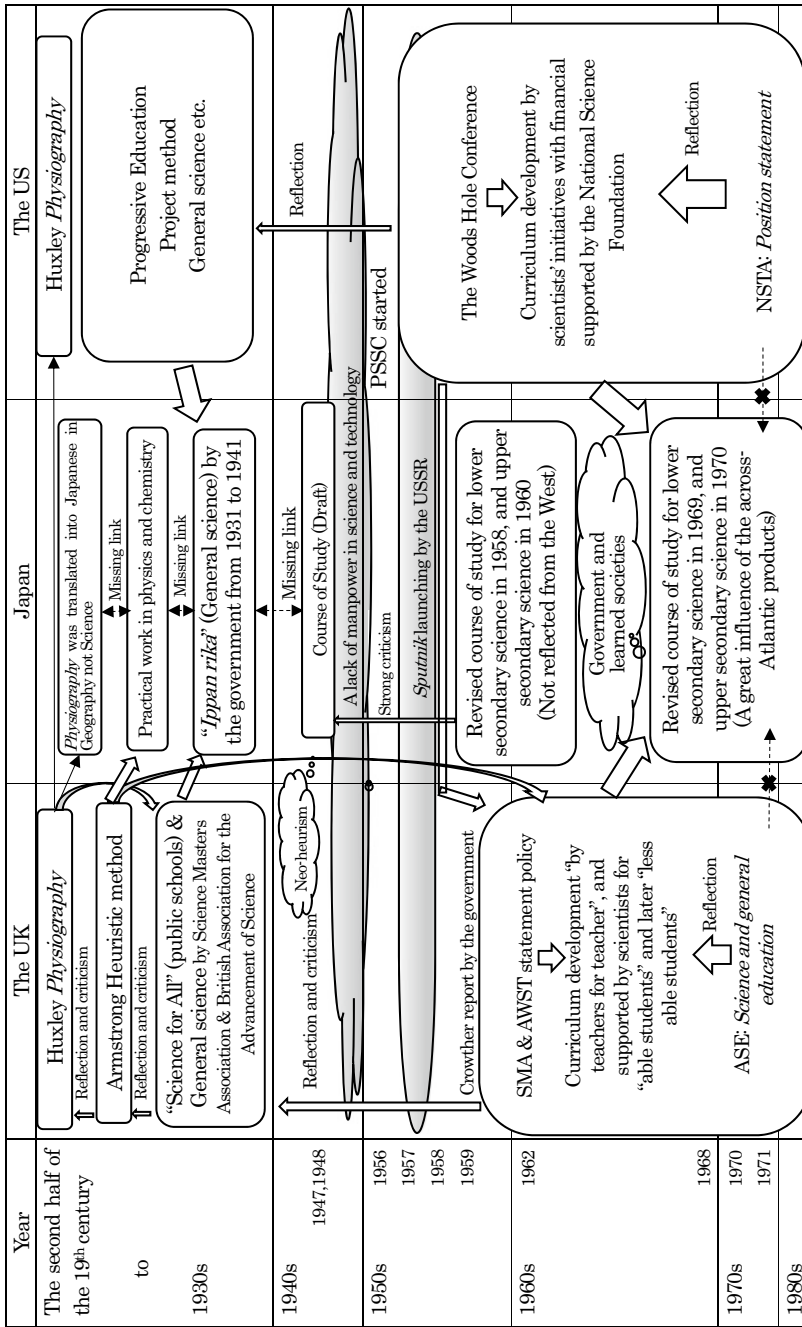 Year
The UK
Japan
The US
The second half of
the 19th century
to
1930s
Huxley Physiography
Reflection and criticism
Armstrong Heuristic method
Reflection and criticism
“Science for All” (public schools) &
General science by Science Masters
Association & British Association for the
Advancement of Science
Physiography was translated into Japanese in
Geography not Science
Missing link
Practical work in physics and chemistry
Missing link
“Ippan rika” (General science) by
the government from 1931 to 1941
Huxley Physiography
Progressive Education
Project method
General science etc.
1940s
1947,1948
Reflection and criticism
Neo-heurism
Missing link
Course of Study (Draft)
A lack of manpower in science and technology
Reflection
1950s
1956
1957
1958
1959
Strong criticism
PSSC started
Sputnik launching by the USSR
Crowther report by the government
Revised course of study for lower
secondary science in 1958, and upper
secondary science in 1960
(Not reflected from the West)
The Woods Hole Conference
Curriculum development by
scientists’ initiatives with financial
supported by the National Science
Foundation
1960s
1962
1968
SMA & AWST statement policy
Curriculum development “by
teachers for teacher”, and
supported by scientists for
“able students” and later “less
able students”
Government and
learned societies
Reflection
Reflection
1970s
1970
1971
ASE: Science and general
education
Revised course of study for lower
secondary science in 1969, and
upper secondary science in 1970
(A great influence of the across-
Atlantic products)
NSTA: Position statement
1980s